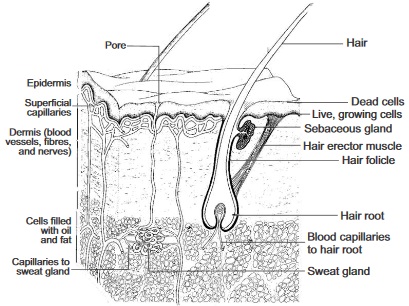 Pore
Hair
Epidermis
Superficial
capillaries
Dermis (blood
vessels, fibres,
and nerves)
Cells filled
with oil
and fat
Capillaries to
sweat gland
Dead cells
Live, growing cells
Sebaceous gland
Hair erector muscle
Hair folicle
Hair root
Blood capillaries
to hair root
Sweat gland